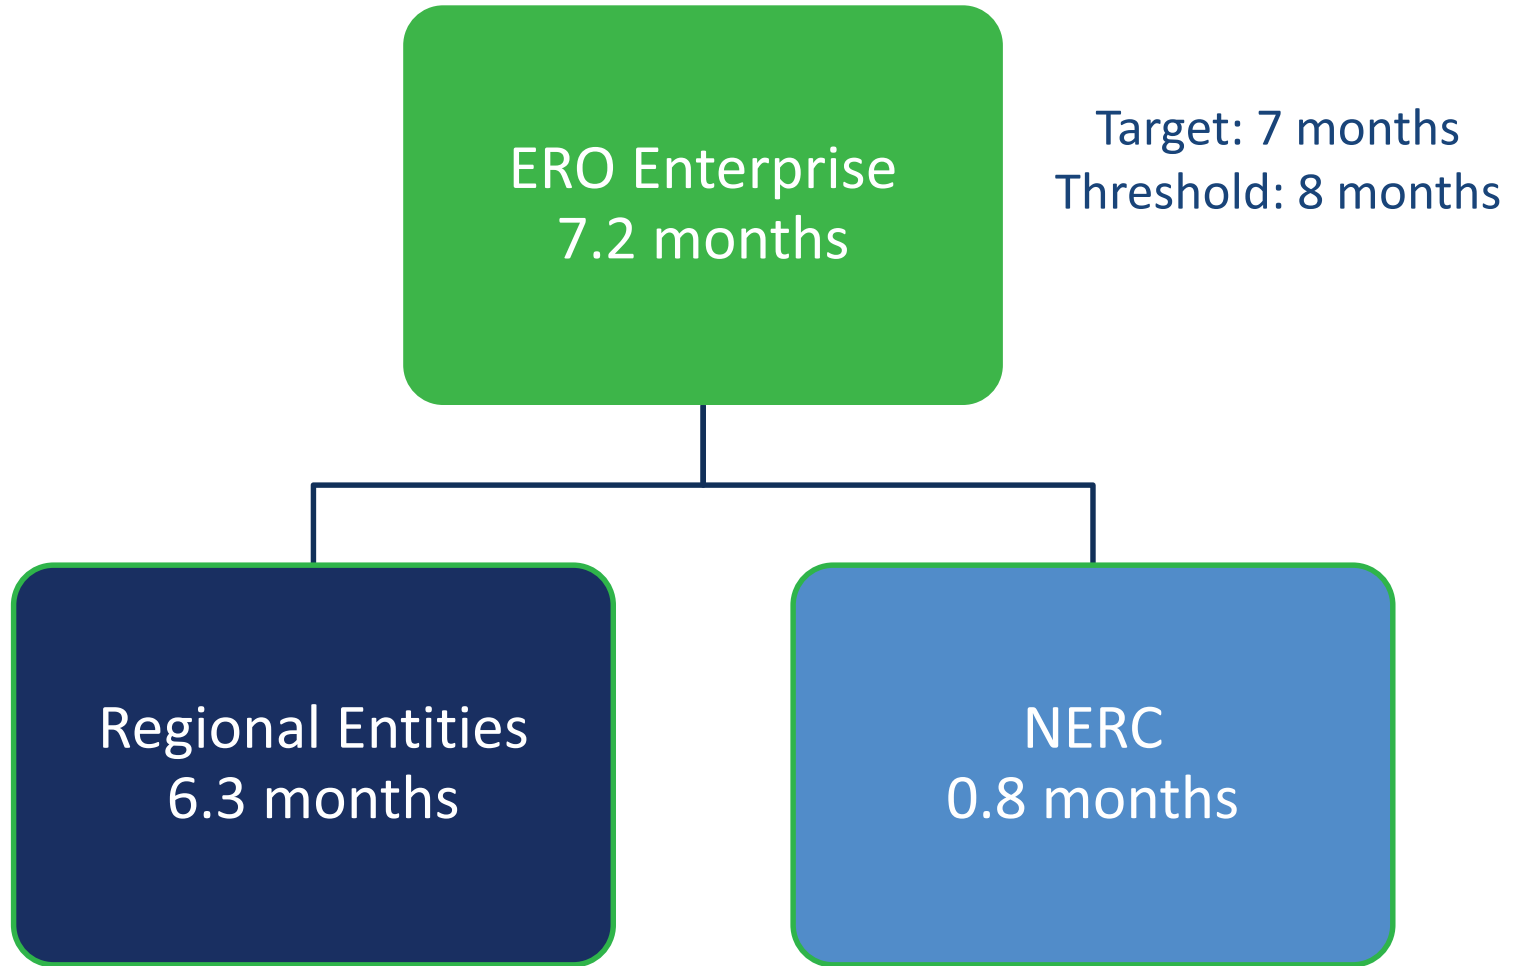 ERO Enterprise
7.2 months
Target: 7 months
Threshold: 8 months
Regional Entities
6.3 months
NERC
0.8 months